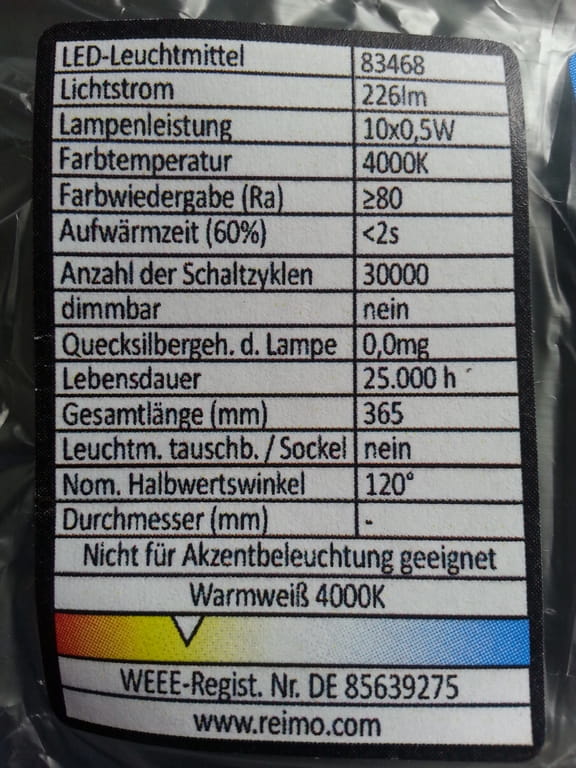 LED-Leuchtmittel 83468
Lichtstrom 226lm
Lampenleistung 10x0,5W
Farbtemperatur 4000K
Farbwiedergabe (Ra) ≥80
Aufwärmzeit (60%) <2s
Anzahl der Schaltzyklen 30000
dimmbar nein
Quecksilbergeh. d. Lampe 0,0mg
Lebensdauer 25.000 h
Gesamtlänge (mm) 365
Leuchtm. tauschb. / Sockel nein
Nom. Halbwertswinkel 120°
Durchmesser (mm) -
Nicht für Akzentbeleuchtung geeignet
Warmweiß 4000K
WEEE-Regist. Nr. DE 85639275
www.reimo.com